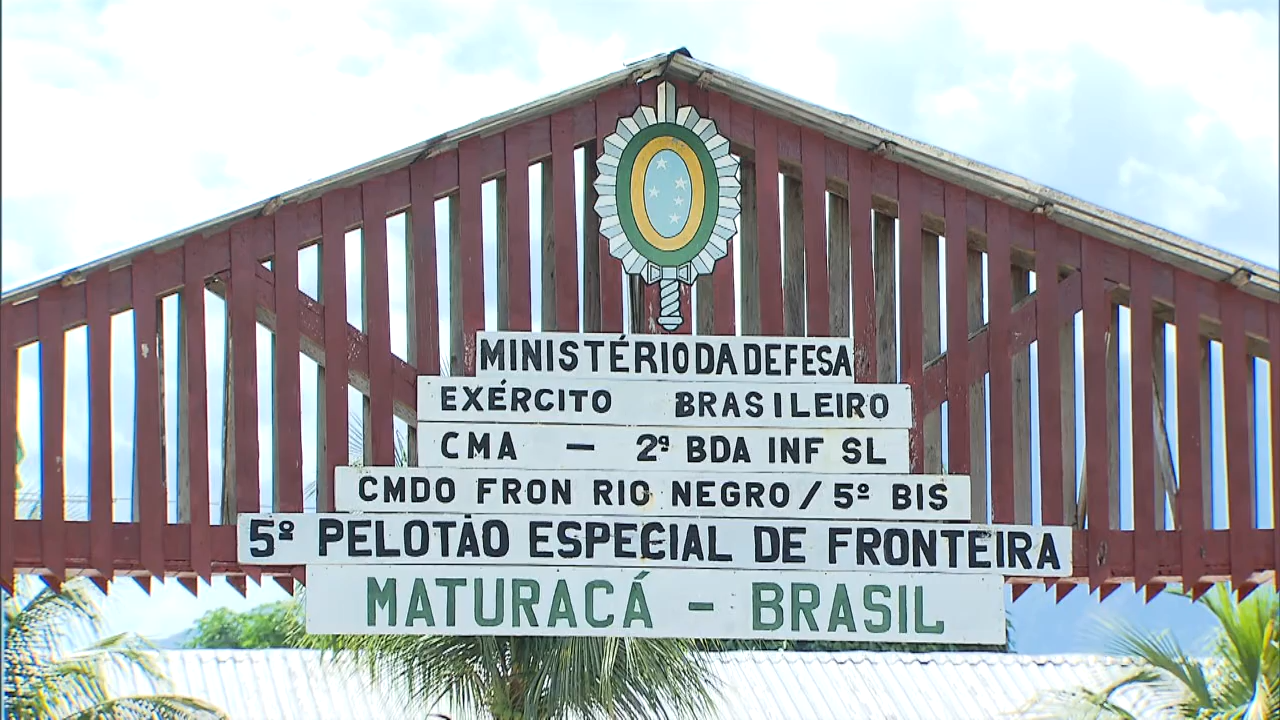 MINISTÉRIO DA DEFESA
EXÉRCITO BRASILEIRO
CMA - 2ª BDA INF SL
CMDO FRON RIO NEGRO / 5º BIS
5º PELOTÃO ESPECIAL DE FRONTEIRA
MATURACÁ - BRASIL